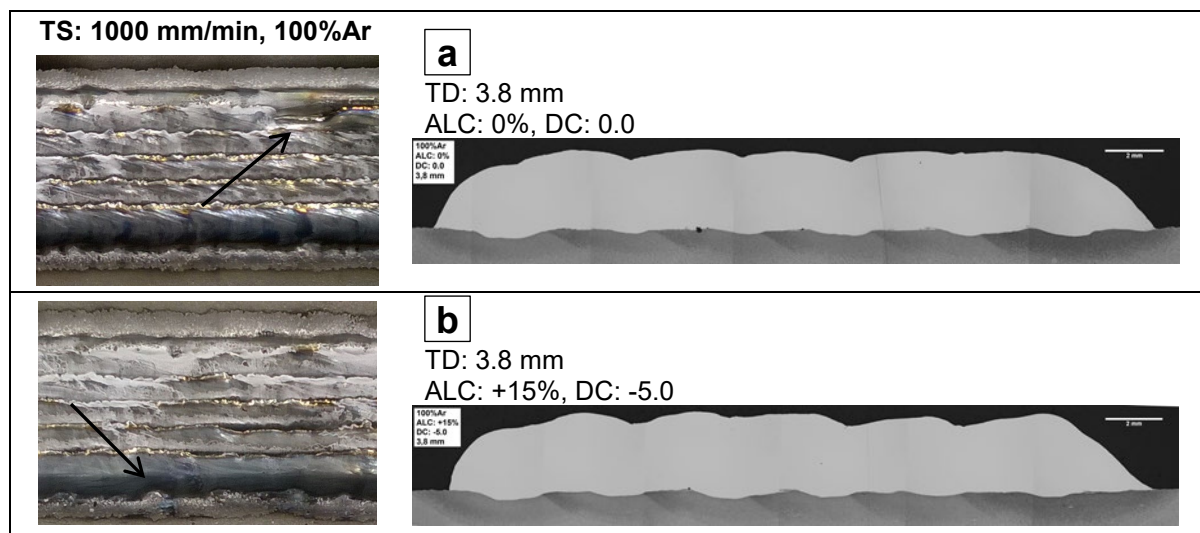 TS: 1000 mm/min, 100%Ar
a
TD: 3.8 mm
ALC: 0%, DC: 0.0
100%Ar
ALC: 0%
DC: 0.0
3,8 mm
2 mm
b
TD: 3.8 mm
ALC: +15%, DC: -5.0
100%Ar
ALC: +15%
DC: -5.0
3,8 mm
2 mm